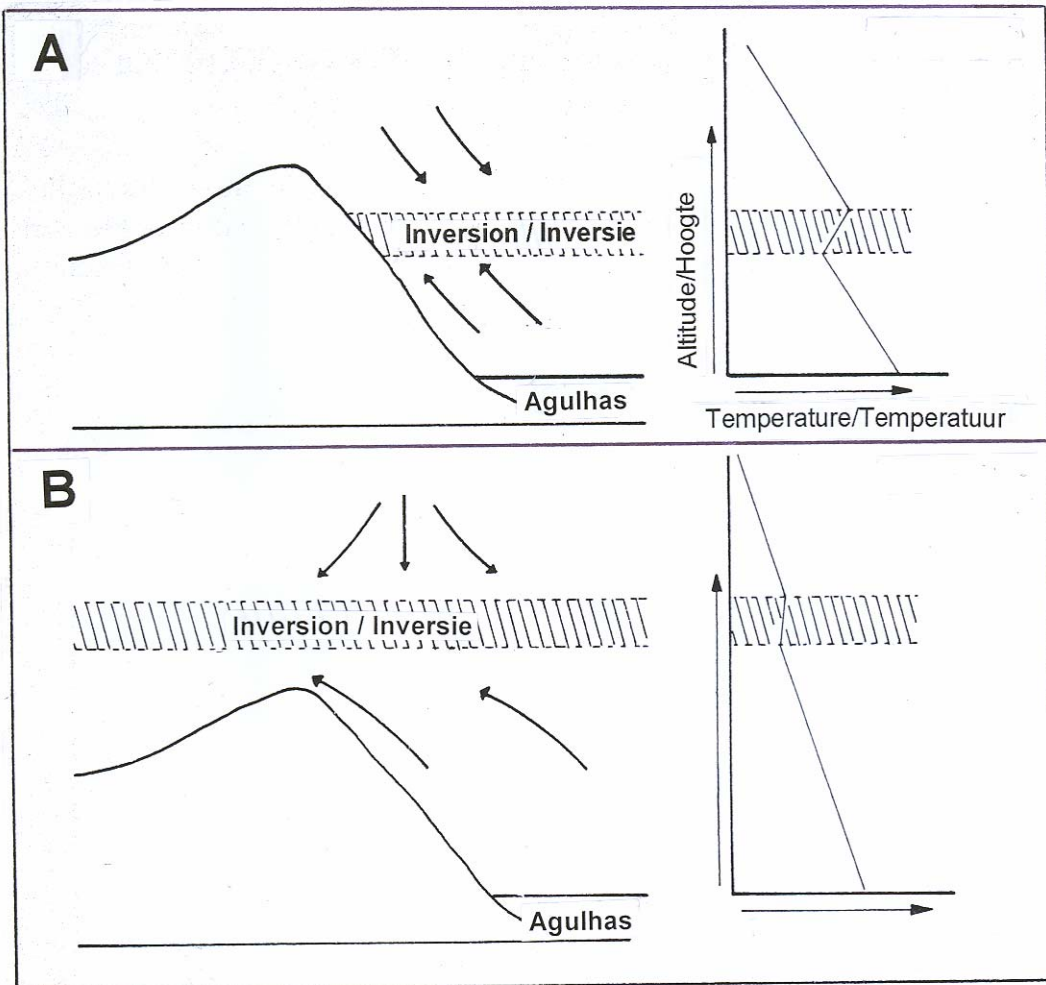 A
Inversion / Inversie
Agulhas
Altitude/Hoogte
Temperature/Temperatuur
B
Inversion / Inversie
Agulhas